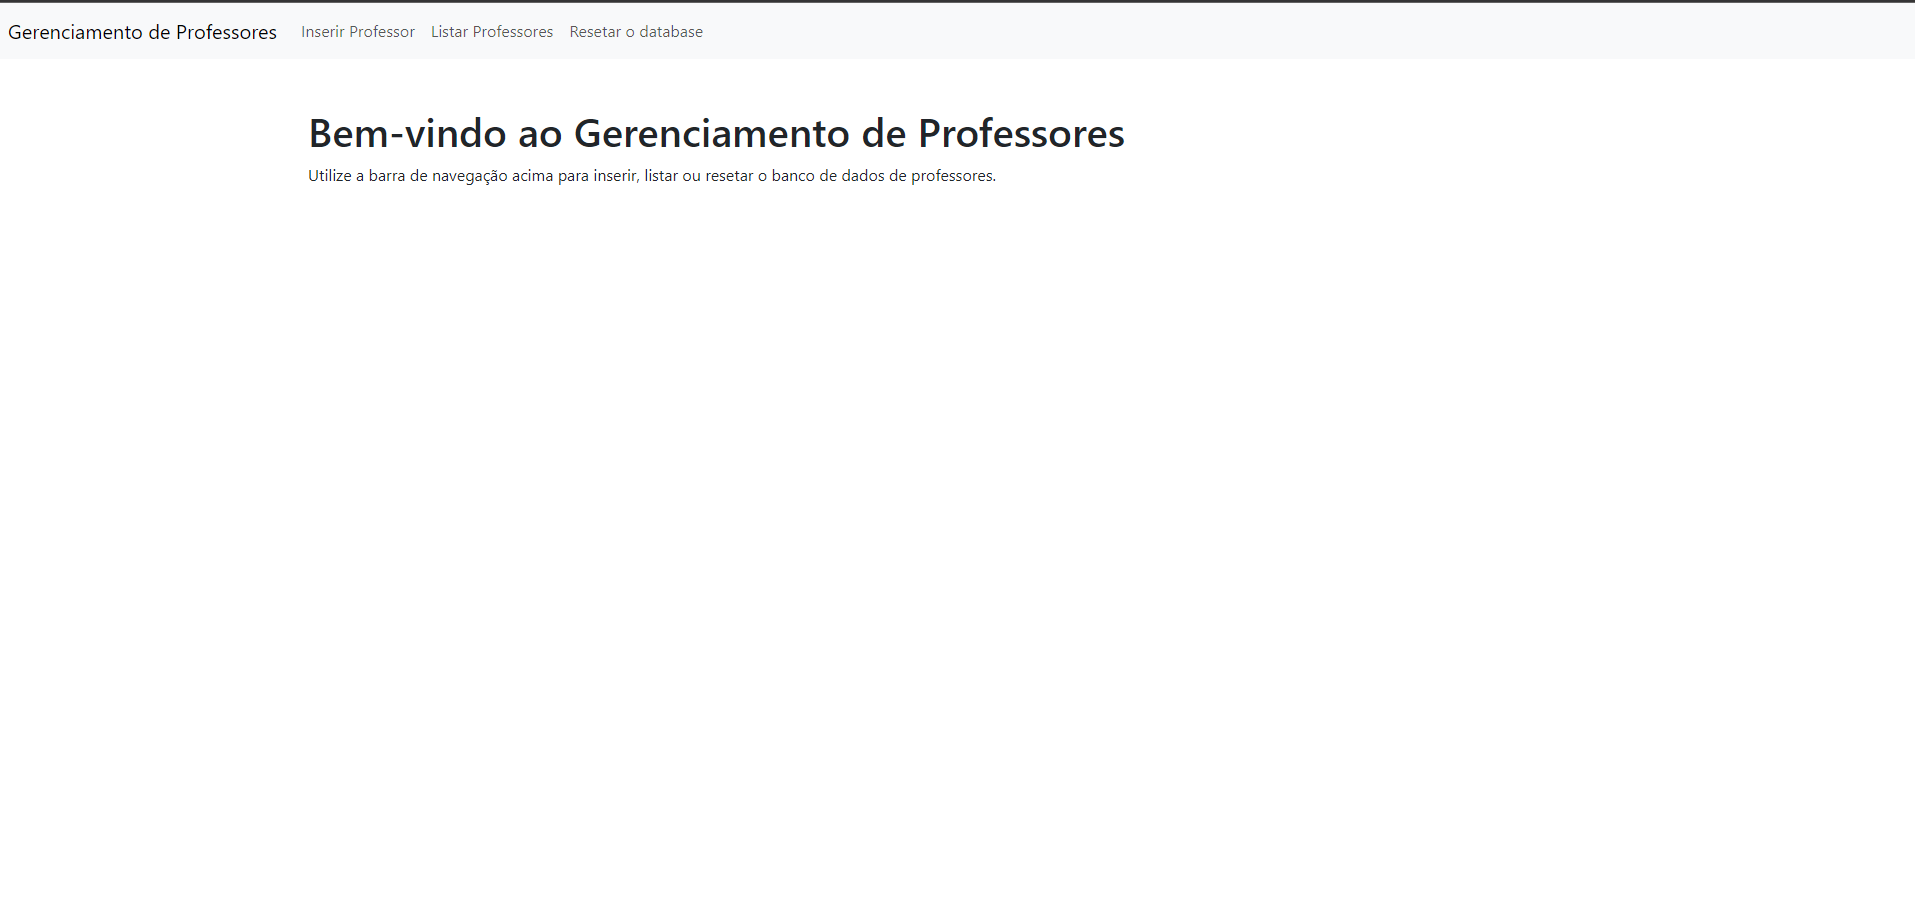 Gerenciamento de Professores Inserir Professor Listar Professores Resetar o database
Bem-vindo ao Gerenciamento de Professores
Utilize a barra de navegação acima para inserir, listar ou resetar o banco de dados de professores.